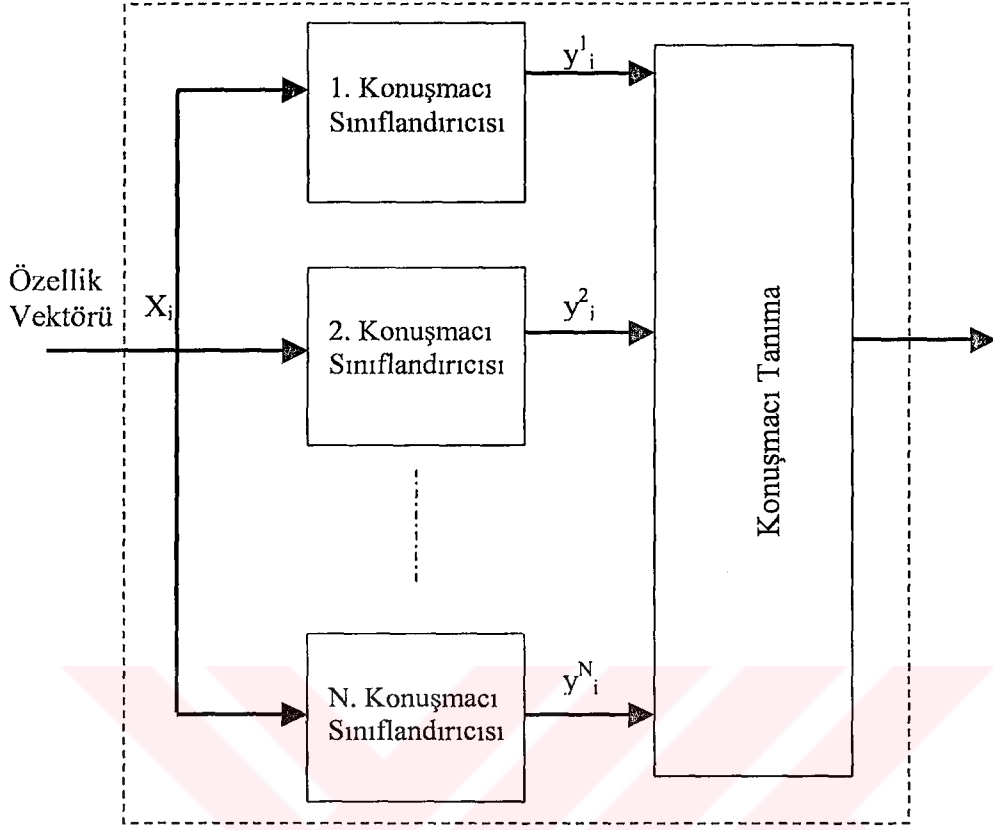 1. Konuşmacı
Sınıflandırıcısı
y¹ᵢ
Özellik
Vektörü
Xᵢ
2. Konuşmacı
Sınıflandırıcısı
y²ᵢ
Konuşmacı Tanıma
N. Konuşmacı
Sınıflandırıcısı
yᴺᵢ